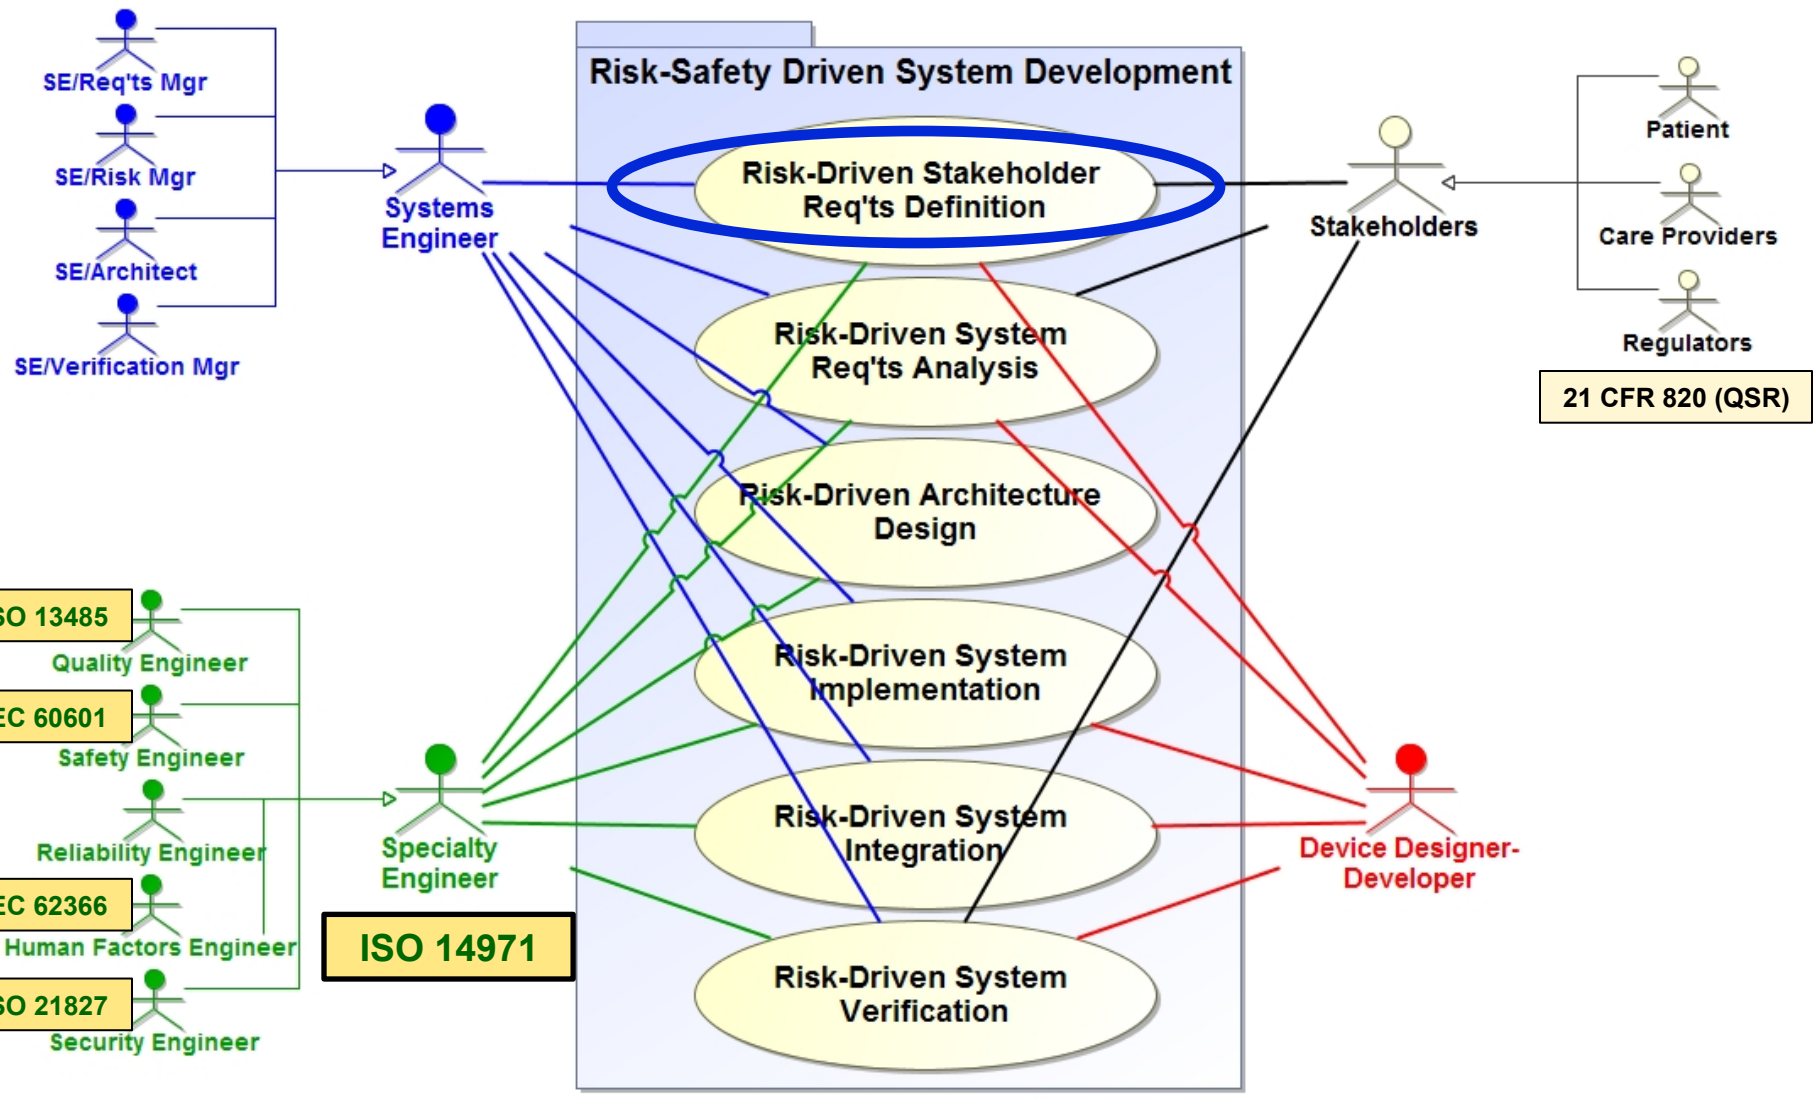 Risk-Safety Driven System Development
SE/Req'ts Mgr
SE/Risk Mgr
SE/Architect
SE/Verification Mgr
Systems
Engineer
Risk-Driven Stakeholder
Req'ts Definition
Risk-Driven System
Req'ts Analysis
Risk-Driven Architecture
Design
Risk-Driven System
Implementation
Risk-Driven System
Integration
Risk-Driven System
Verification
Stakeholders
Patient
Care Providers
Regulators
21 CFR 820 (QSR)
SO 13485
Quality Engineer
EC 60601
Safety Engineer
Reliability Engineer
EC 62366
Human Factors Engineer
SO 21827
Security Engineer
Specialty
Engineer
ISO 14971
Device Designer-
Developer